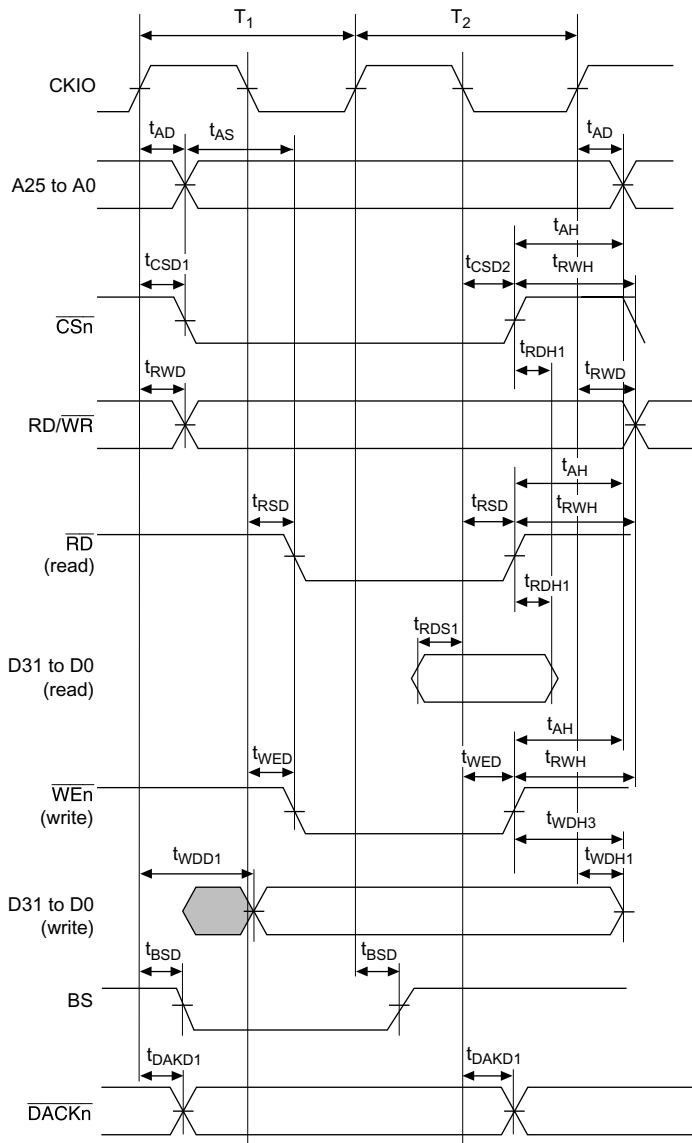 T1 T2
CKIO
tAD tAS tAD
A25 to A0
tAH
tCSD1 tCSD2 tRWH
CSn
tRDH1
tRWD tRWD
RD/WR
tAH
tRSD tRSD tRWH
RD
(read)
tRDH1
tRDS1
D31 to D0
(read)
tAH
tWED tWED tRWH
WEn
(write)
tWDH3
tWDD1 tWDH1
D31 to D0
(write)
tBSD tBSD
BS
tDAKD1 tDAKD1
DACKn